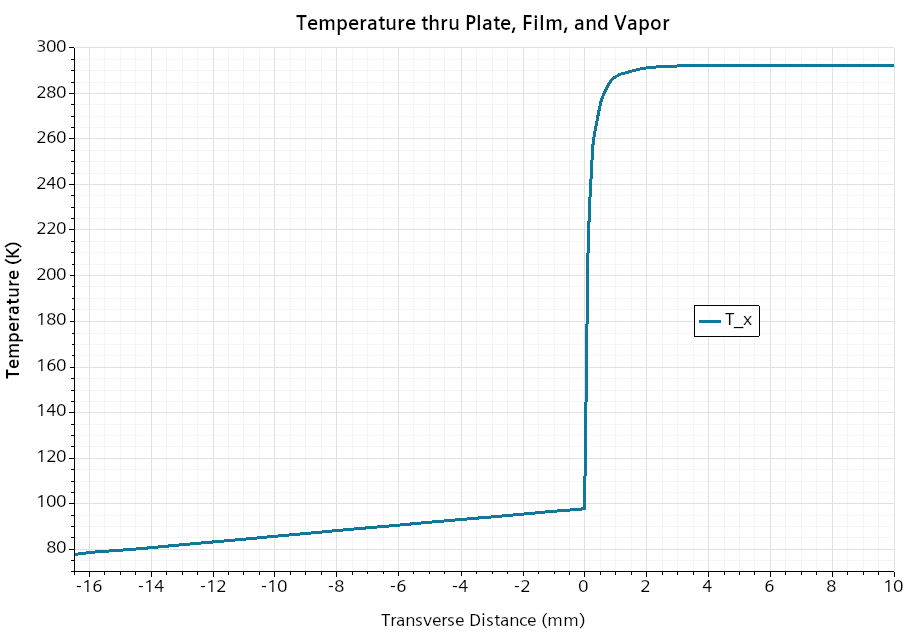 Temperature thru Plate, Film, and Vapor
300
280
260
240
220
200
180
160
140
120
100
80
Temperature (K)
T_x
-16 -14 -12 -10 -8 -6 -4 -2 0 2 4 6 8 10
Transverse Distance (mm)